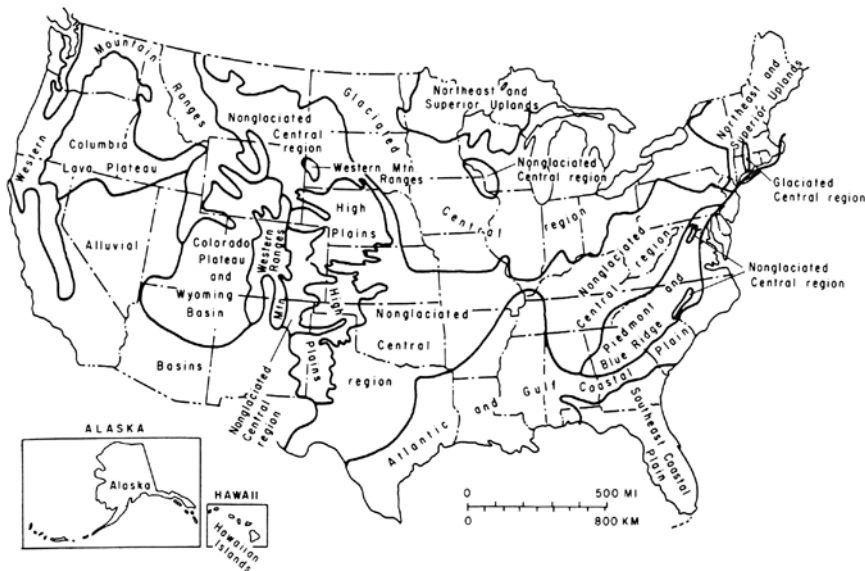 Western
Mountain
Ranges
Columbia
Lava Plateau
Nonglaciated
Central
region
Glaciated
Central
region
Northeast and
Superior Uplands
Northeast and
Superior Uplands
Western Mtn
Ranges
Nonglaciated
Central region
Glaciated
Central region
Alluvial
Basins
Colorado
Plateau
and
Wyoming
Basin
Western
Mtn
Ranges
High
Plains
High
Plains
Nonglaciated
Central
region
Nonglaciated
Central
region
Nonglaciated
Central region
Nonglaciated
Central region
Piedmont and
Blue Ridge
Atlantic and Gulf Coastal Plain
Southeast Coastal
Plain
ALASKA
Alaska
HAWAII
Hawaiian
Islands
0 500 MI
0 800 KM